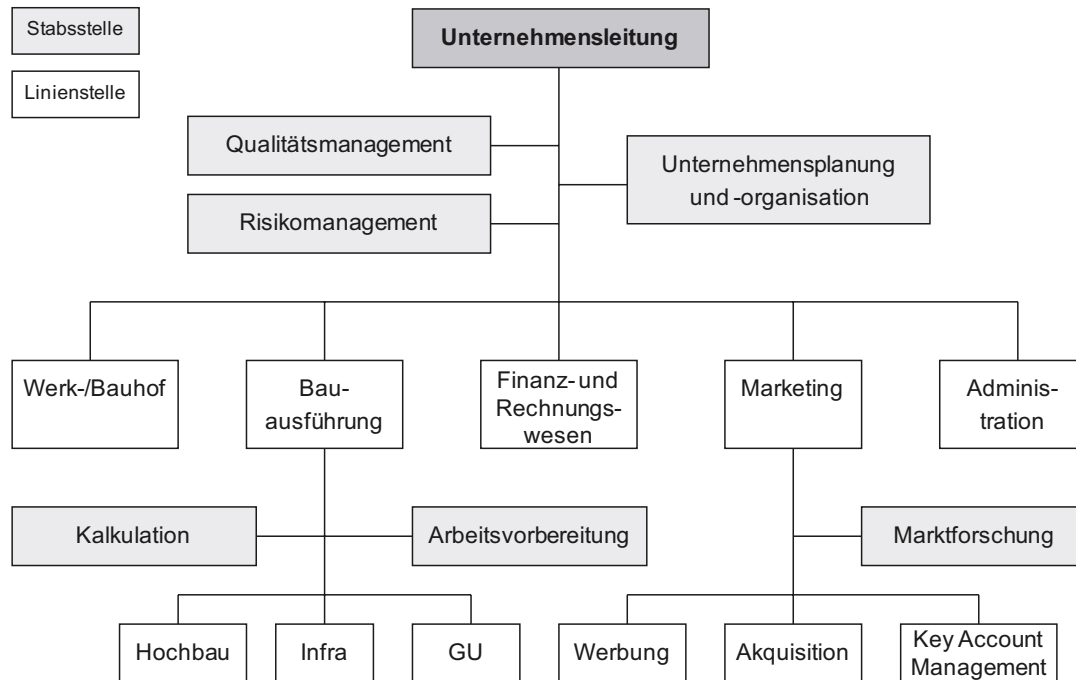 Stabsstelle
Unternehmensleitung
Linienstelle
Qualitätsmanagement
Unternehmensplanung
und -organisation
Risikomanagement
Werk-/Bauhof
Bau-
ausführung
Finanz- und
Rechnungs-
wesen
Marketing
Adminis-
tration
Kalkulation
Arbeitsvorbereitung
Marktforschung
Hochbau
Infra
GU
Werbung
Akquisition
Key Account
Management